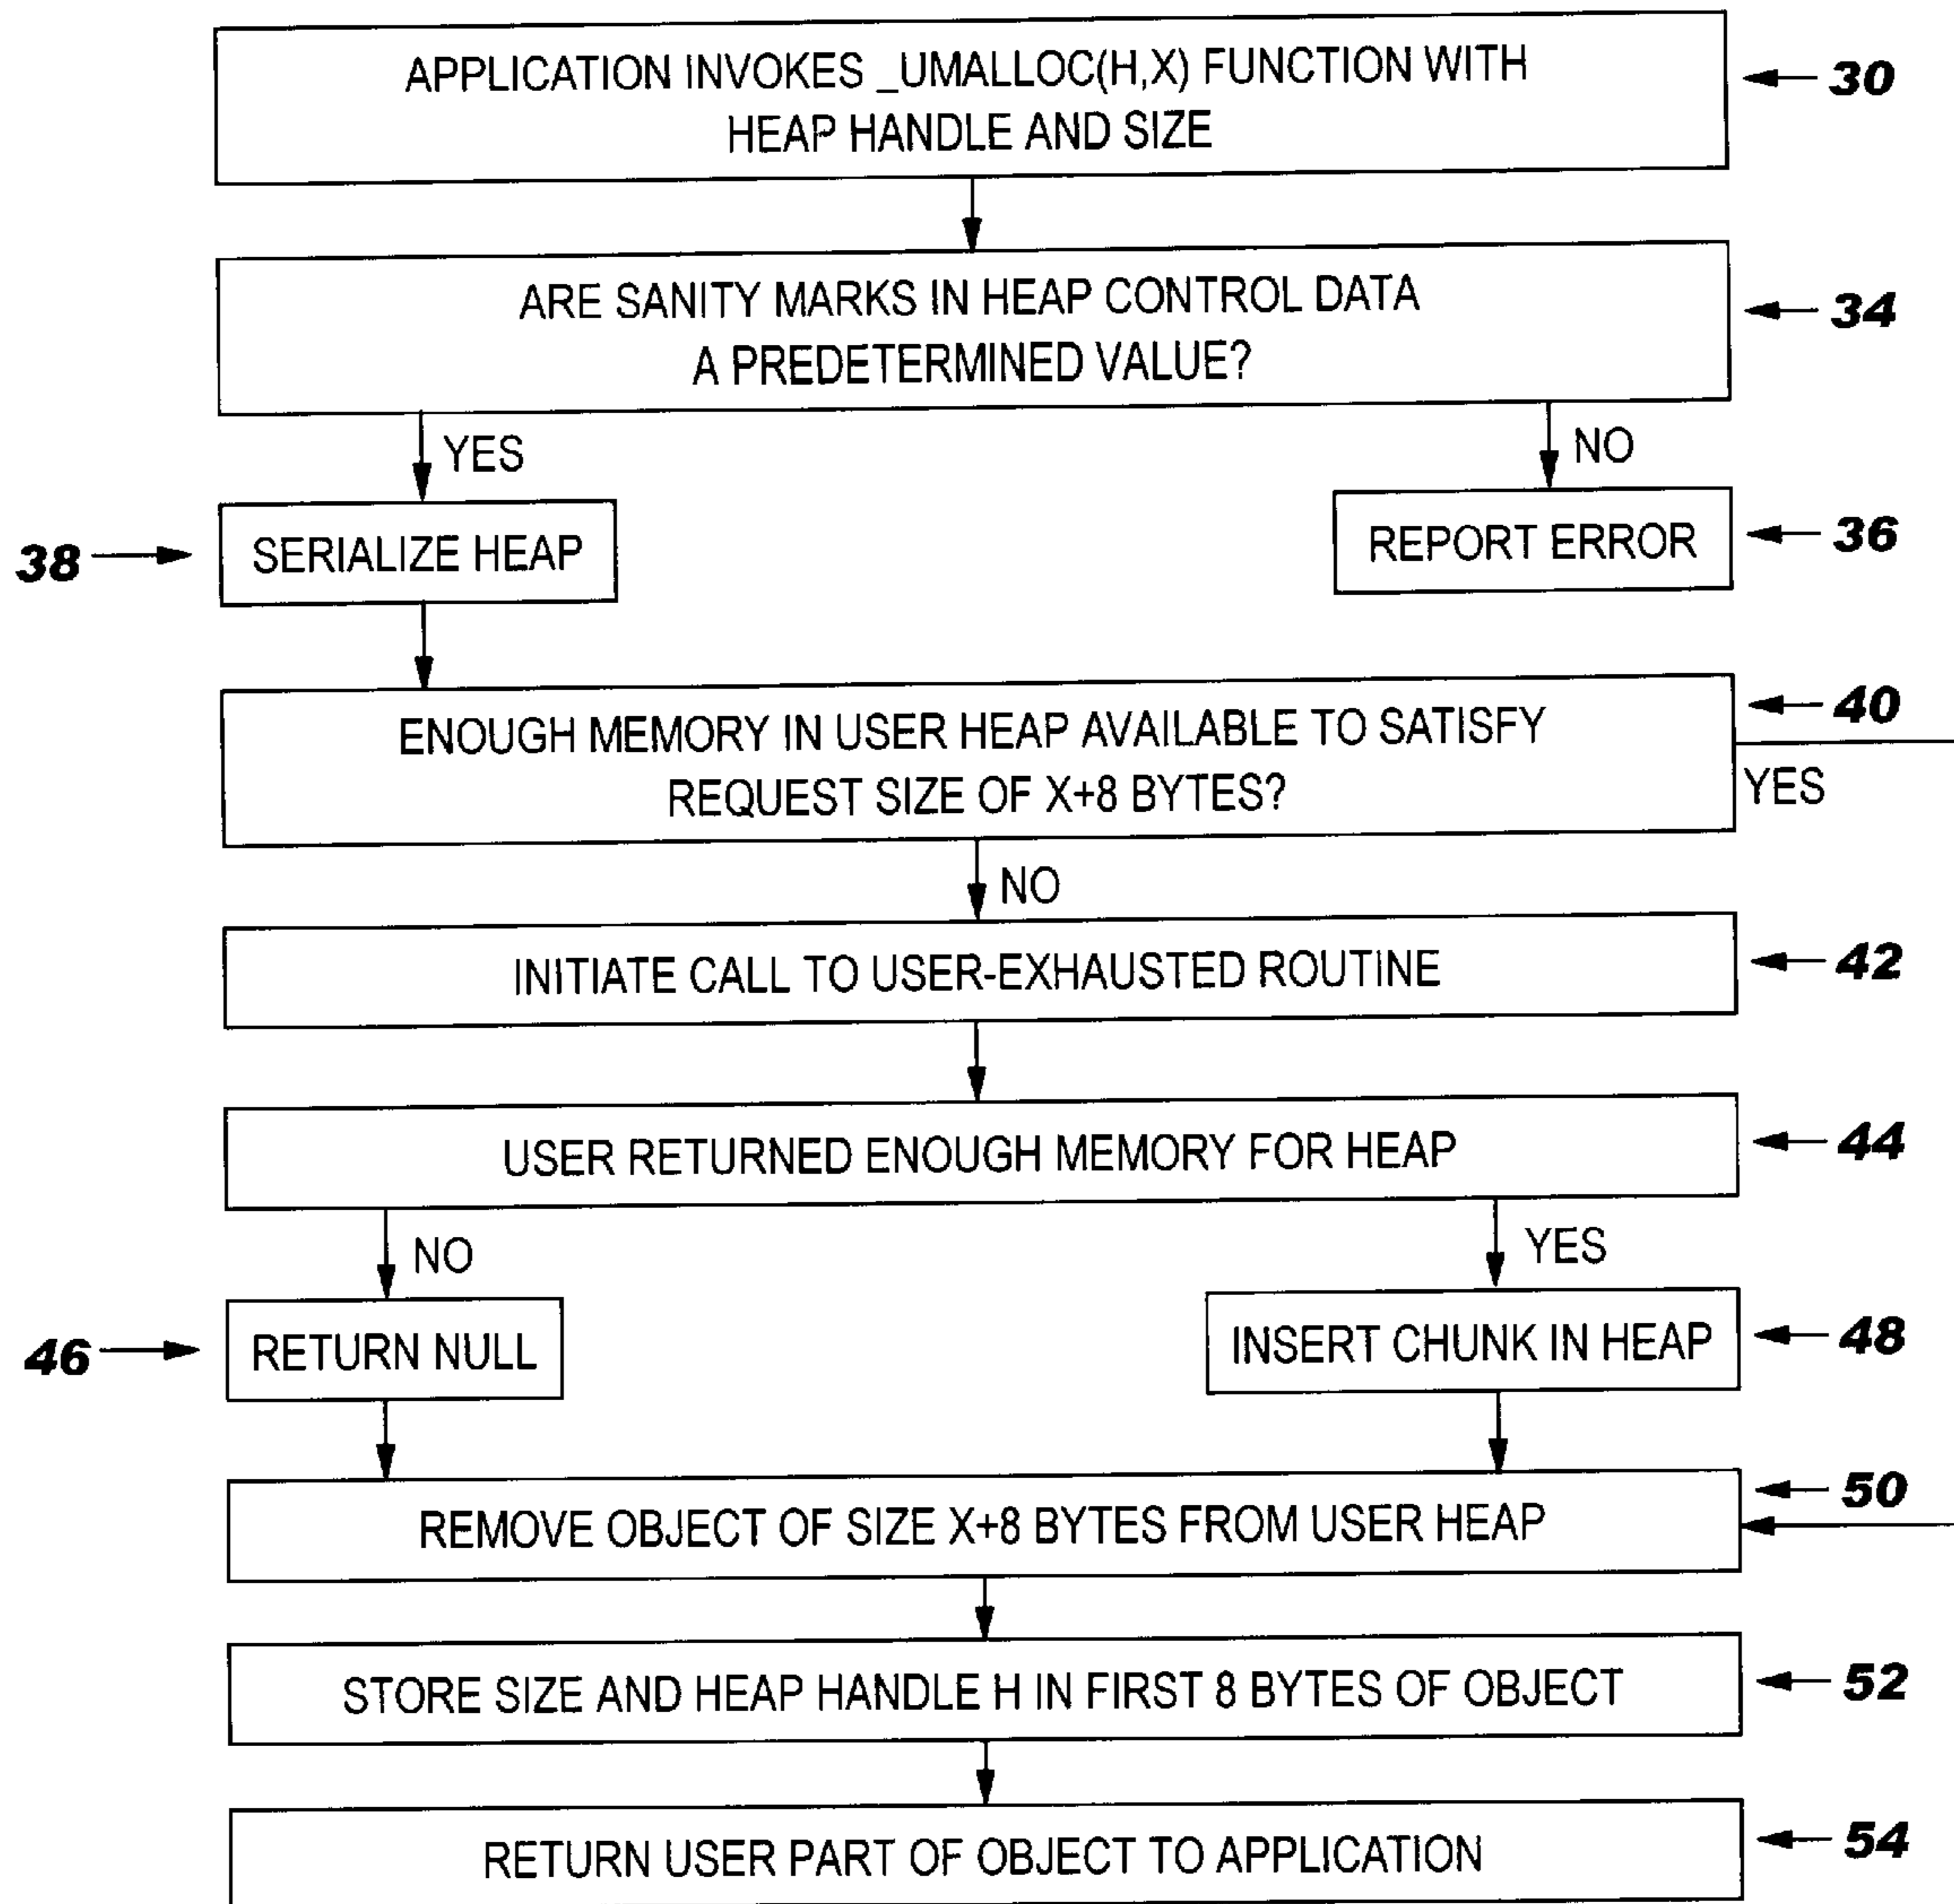 APPLICATION INVOKES _UMALLOC(H,X) FUNCTION WITH
HEAP HANDLE AND SIZE
30
ARE SANITY MARKS IN HEAP CONTROL DATA
A PREDETERMINED VALUE?
34
YES
NO
38
SERIALIZE HEAP
REPORT ERROR
36
ENOUGH MEMORY IN USER HEAP AVAILABLE TO SATISFY
REQUEST SIZE OF X+8 BYTES?
40
YES
NO
INITIATE CALL TO USER-EXHAUSTED ROUTINE
42
USER RETURNED ENOUGH MEMORY FOR HEAP
44
NO
YES
46
RETURN NULL
INSERT CHUNK IN HEAP
48
REMOVE OBJECT OF SIZE X+8 BYTES FROM USER HEAP
50
STORE SIZE AND HEAP HANDLE H IN FIRST 8 BYTES OF OBJECT
52
RETURN USER PART OF OBJECT TO APPLICATION
54